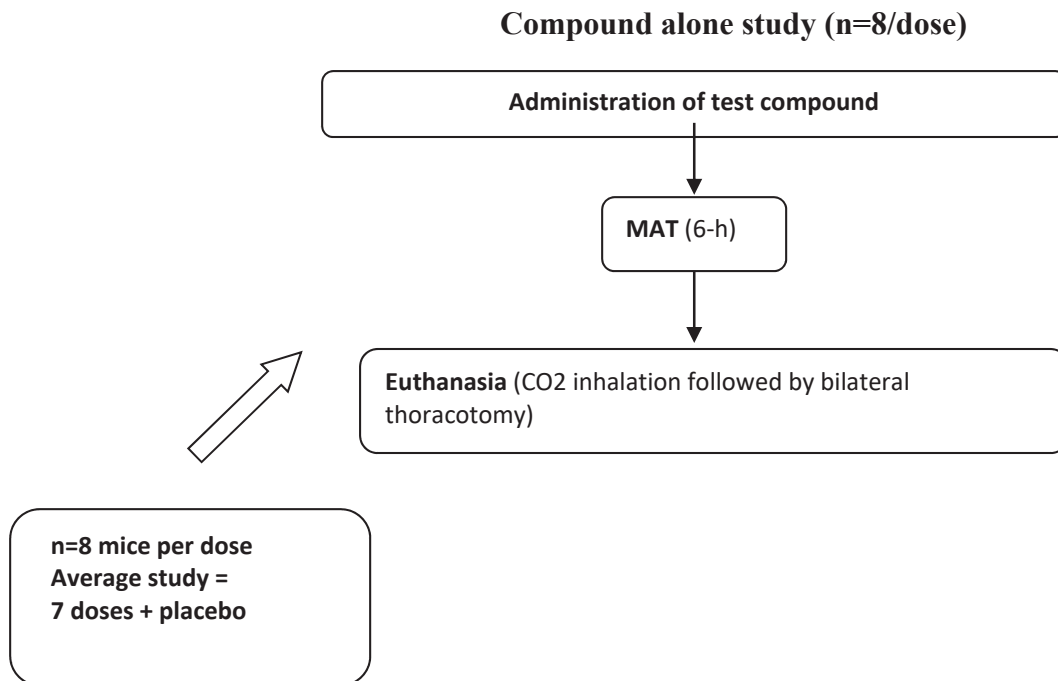 Compound alone study (n=8/dose)
Administration of test compound
MAT (6-h)
Euthanasia (CO2 inhalation followed by bilateral
thoracotomy)
n=8 mice per dose
Average study =
7 doses + placebo